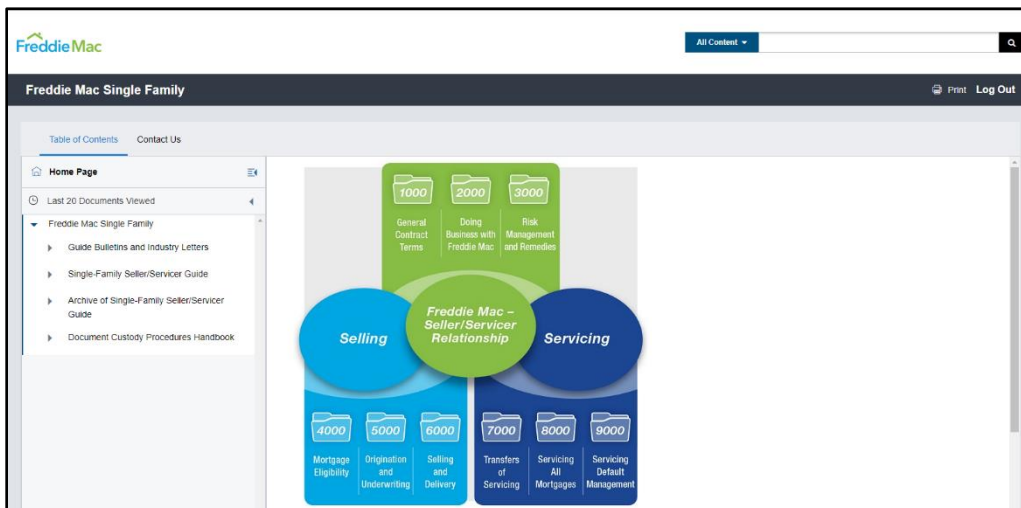 FreddieMac
All Content
Freddie Mac Single Family
Print Log Out
Table of Contents Contact Us
Home Page
Last 20 Documents Viewed
Freddie Mac Single Family
Guide Bulletins and Industry Letters
Single-Family Seller/Servicer Guide
Archive of Single-Family Seller/Servicer
Guide
Document Custody Procedures Handbook
1000 2000 3000
General Doing Risk
Contract Business with Management
Terms Freddie Mac and Remedies
Freddie Mac –
Seller/Servicer
Relationship
Selling
Servicing
4000 5000 6000 7000 8000 9000
Mortgage Origination Selling Transfers Servicing Servicing
Eligibility and and of All Default
Underwriting Delivery Servicing Mortgages Management